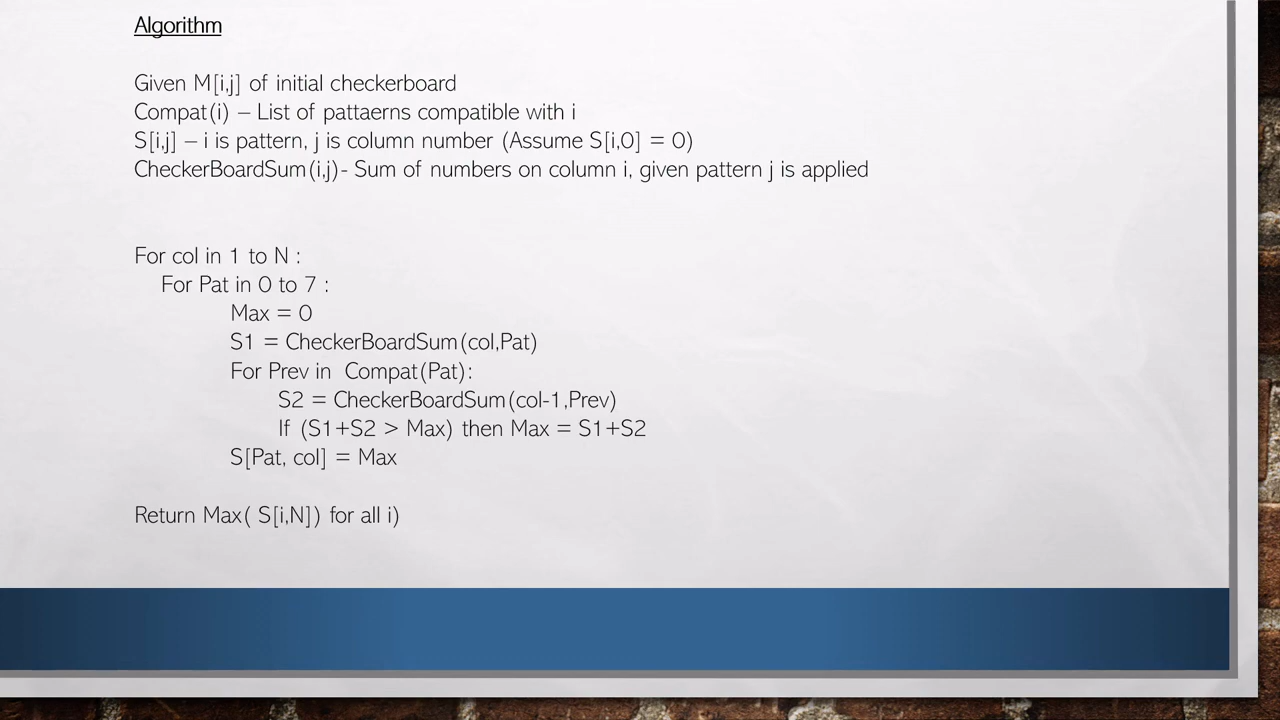 Algorithm
Given M[i,j] of initial checkerboard
Compat(i) – List of pattaerns compatible with i
S[i,j] – i is pattern, j is column number (Assume S[i,0] = 0)
CheckerBoardSum(i,j)- Sum of numbers on column i, given pattern j is applied
For col in 1 to N :
For Pat in 0 to 7 :
Max = 0
S1 = CheckerBoardSum(col,Pat)
For Prev in Compat(Pat):
S2 = CheckerBoardSum(col-1,Prev)
If (S1+S2 > Max) then Max = S1+S2
S[Pat, col] = Max
Return Max( S[i,N]) for all i)